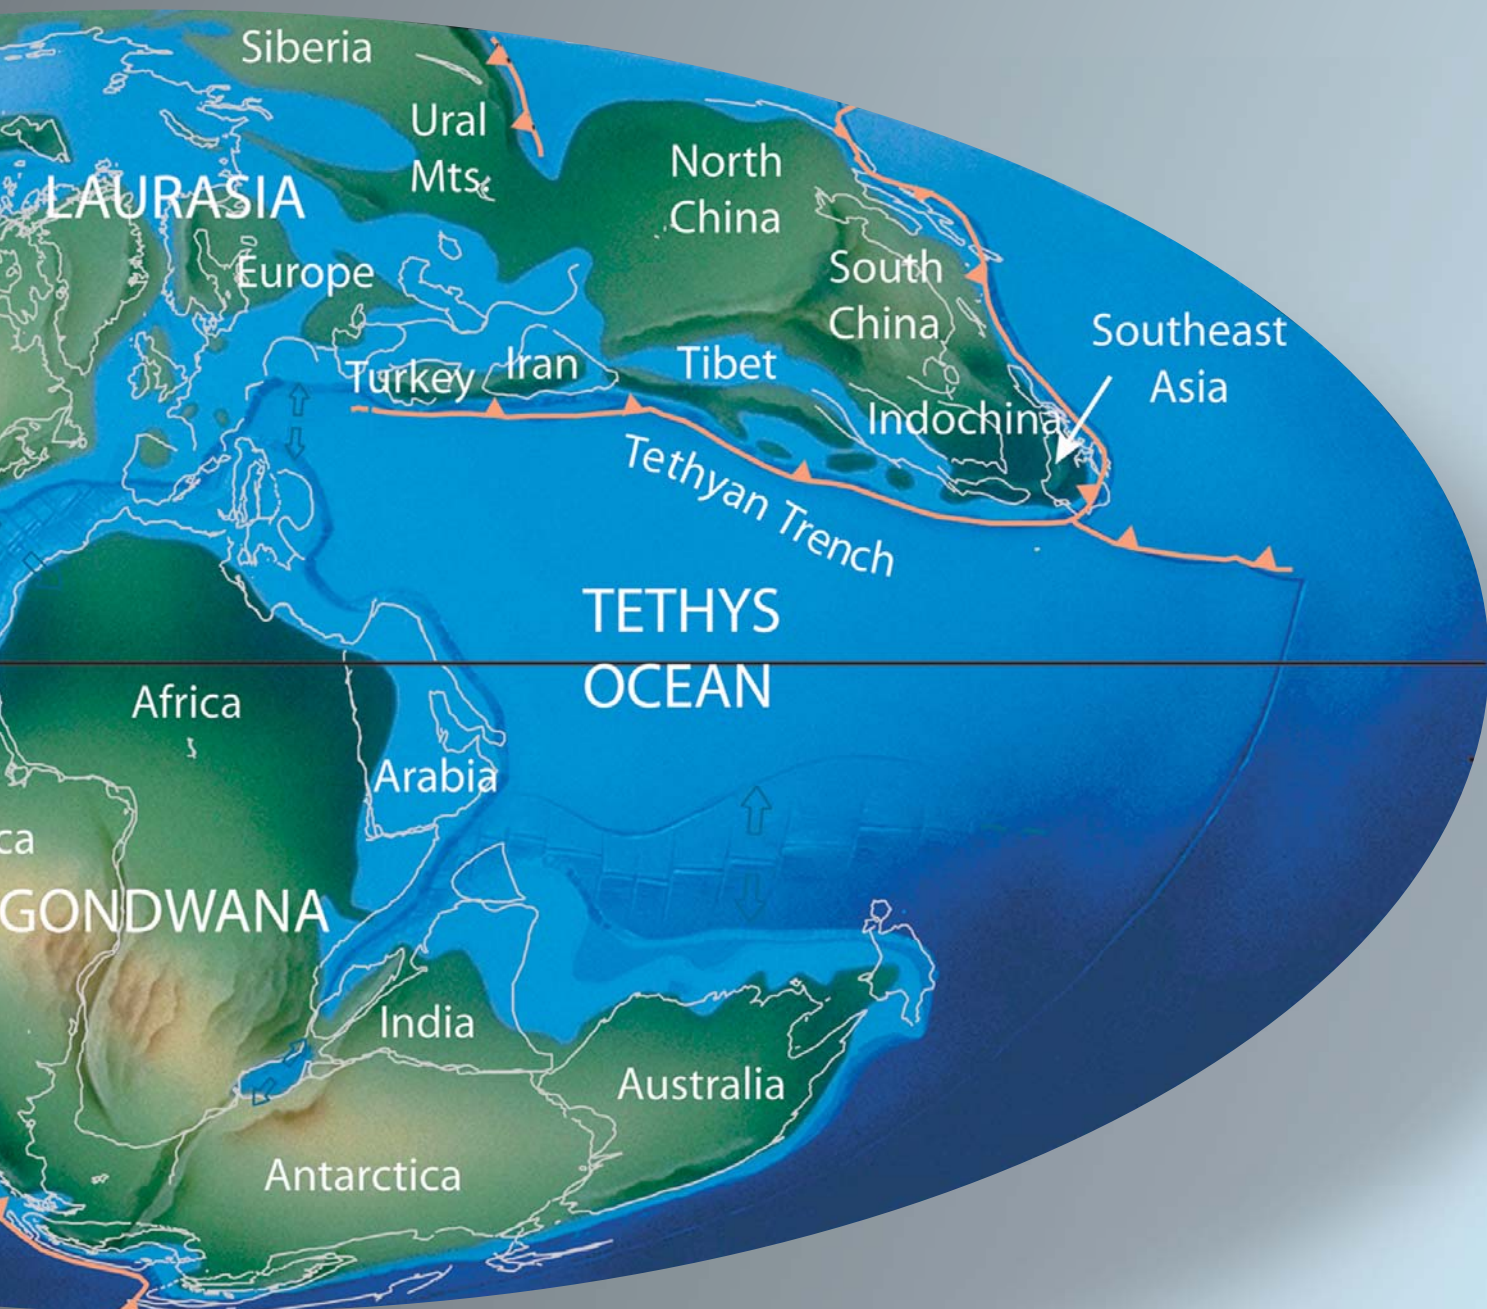 Siberia
Ural
Mts.
North
China
LAURASIA
Europe
South
China
Southeast
Asia
Turkey
Iran
Tibet
Indochina
Tethyan Trench
TETHYS
OCEAN
Africa
Arabia
ca
GONDWANA
India
Australia
Antarctica